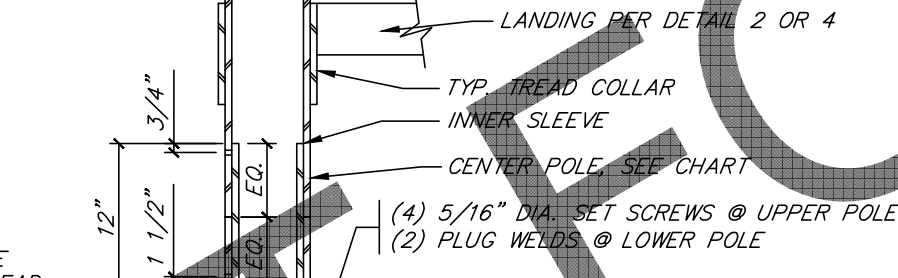 LANDING PER DETAIL 2 OR 4
TYP. TREAD COLLAR
INNER SLEEVE
CENTER POLE, SEE CHART
(4) 5/16" DIA. SET SCREWS @ UPPER POLE
(2) PLUG WELDS @ LOWER POLE
3/4"
12"
1 1/2"
EQ.
EQ.